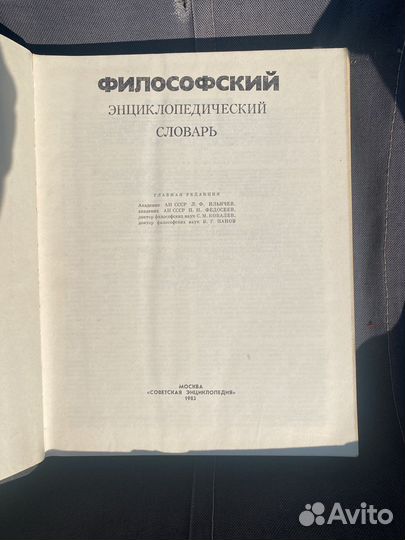 ФИЛОСОФСКИЙ
ЭНЦИКЛОПЕДИЧЕСКИЙ
СЛОВАРЬ
ГЛАВНАЯ РЕДАКЦИЯ
Академик АН СССР Л. Ф. ИЛЬИЧЕВ,
академик АН СССР П. Н. ФЕДОСЕЕВ,
доктор философских наук С. М. КОВАЛЕВ,
доктор философских наук В. Г. ПАНОВ
МОСКВА
«СОВЕТСКАЯ ЭНЦИКЛОПЕДИЯ»
1983
Avito